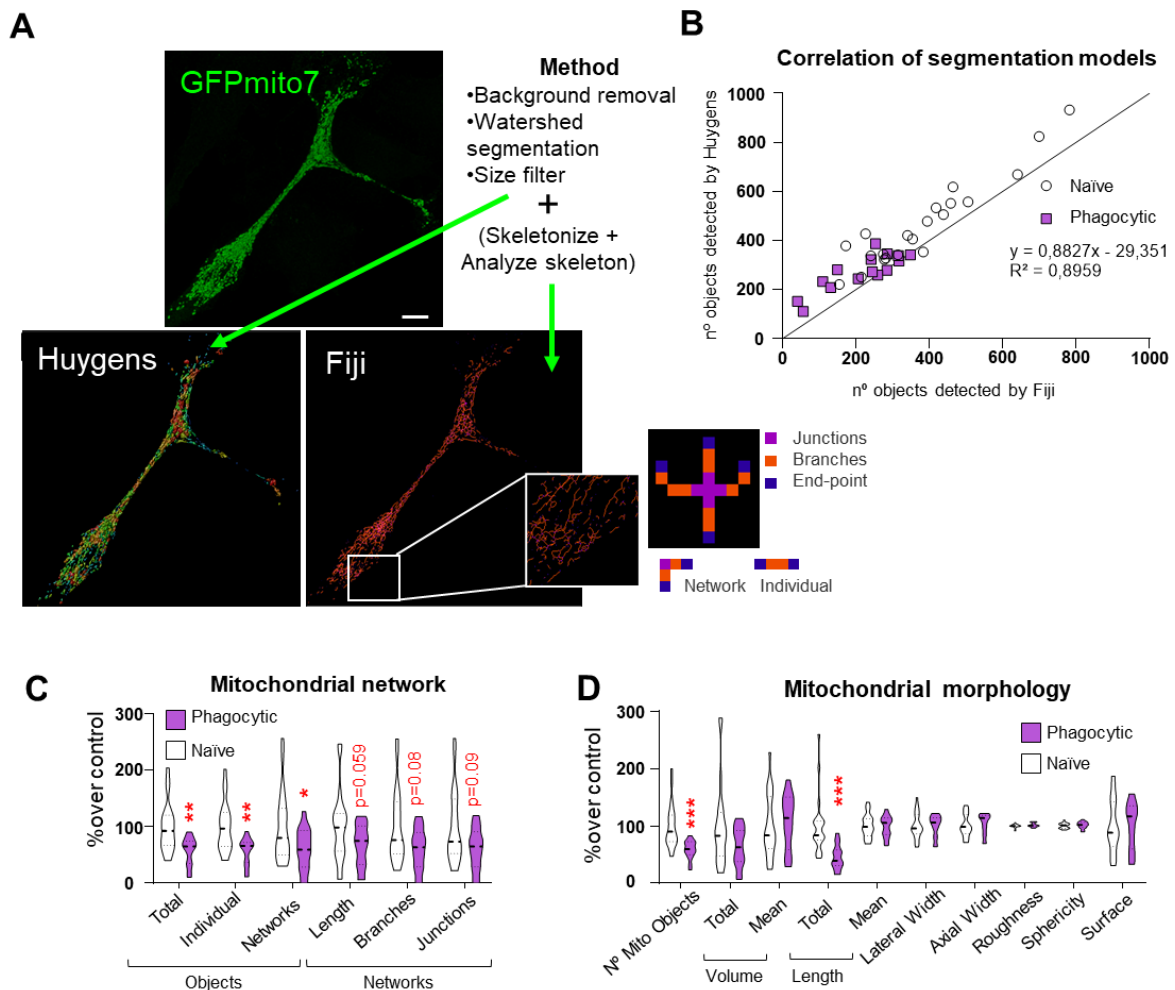 A
GFPmito7
Method
•Background removal
•Watershed
segmentation
•Size filter
+
(Skeletonize +
Analyze skeleton)
Huygens
Fiji
B
Correlation of segmentation models
nº objects detected by Huygens
1000
800
600
400
200
0
0 200 400 600 800 1000
nº objects detected by Fiji
Naïve
Phagocytic
y = 0,8827x - 29,351
R² = 0,8959
Junctions
Branches
End-point
Network Individual
C
Mitochondrial network
%over control
300
200
100
0
Phagocytic
Naïve
**
**
*
p=0.059
p=0.08
p=0.09
Total
Individual
Networks
Length
Branches
Junctions
Objects
Networks
D
Mitochondrial morphology
%over control
300
200
100
0
Phagocytic
Naïve
***
***
Nº Mito Objects
Total
Mean
Total
Mean
Lateral Width
Axial Width
Roughness
Sphericity
Surface
Volume
Length